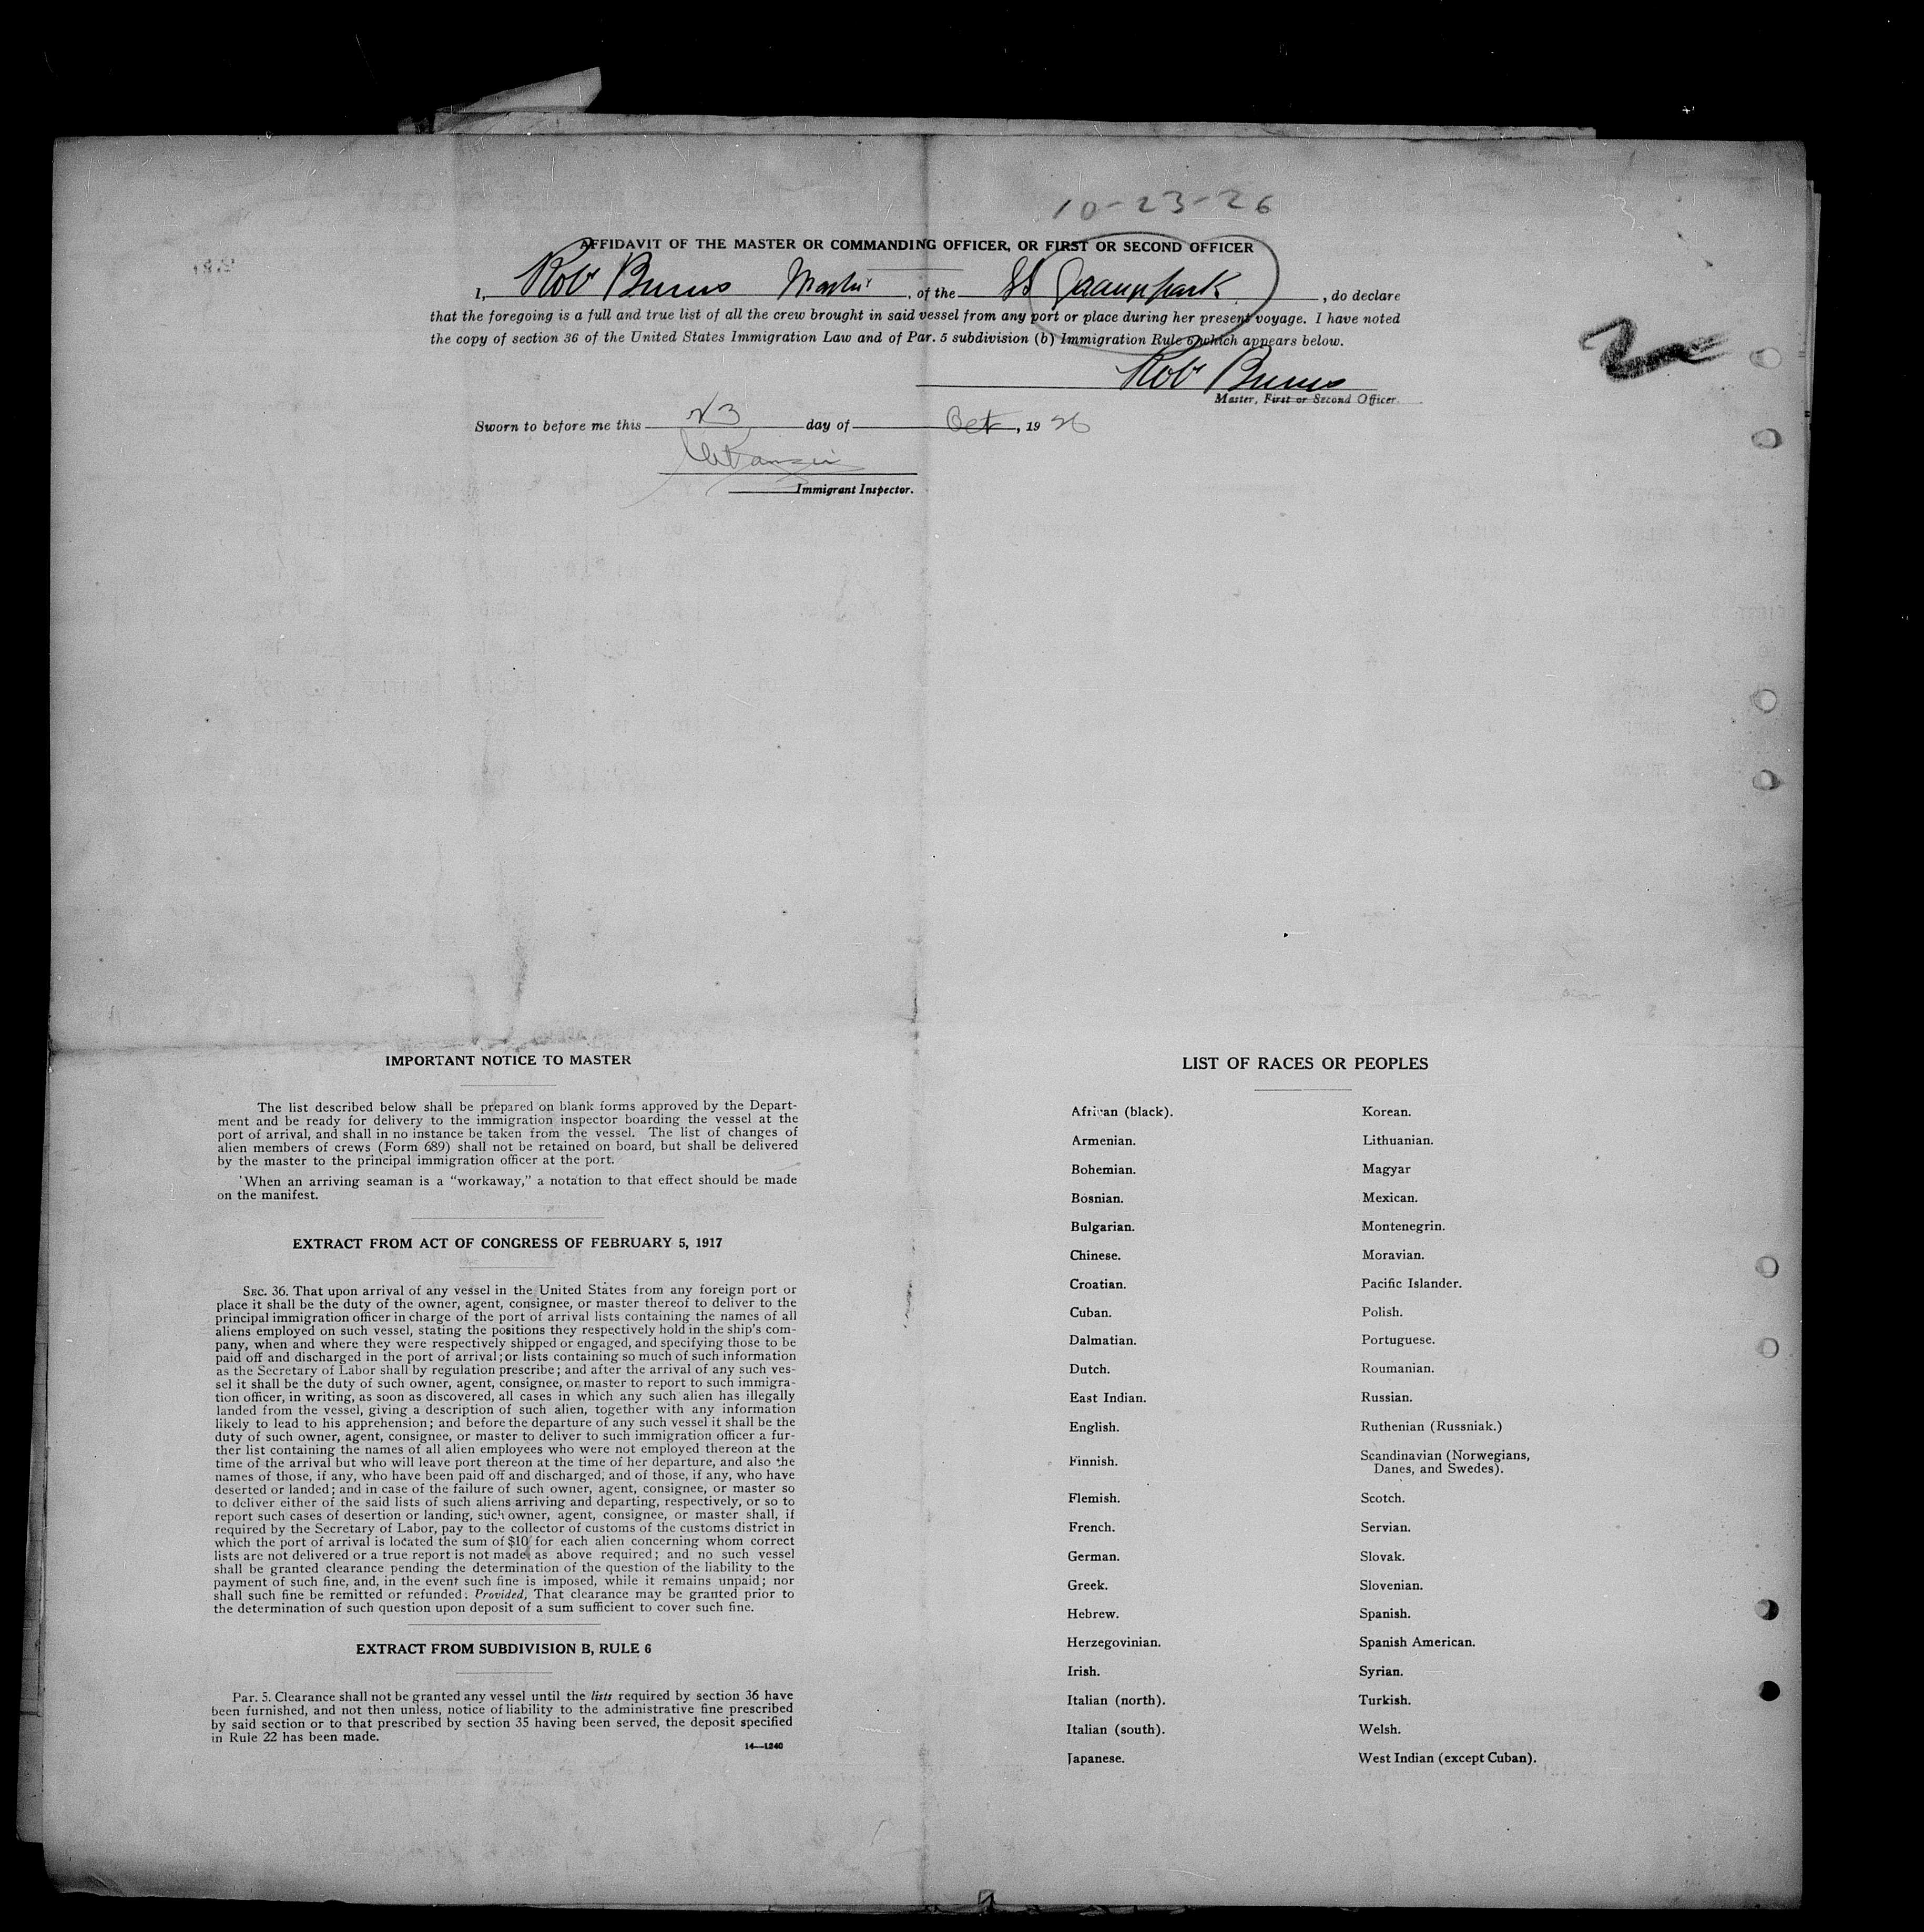 10-23-26
AFFIDAVIT OF THE MASTER OR COMMANDING OFFICER, OR FIRST OR SECOND OFFICER
I, Robt Burns Master, of the SS , do declare
that the foregoing is a full and true list of all the crew brought in said vessel from any port or place during her present voyage. I have noted
the copy of section 36 of the United States Immigration Law and of Par. 5 subdivision (b) Immigration Rule 6 which appears below.
Robt Burns
Master, First or Second Officer.
Sworn to before me this 23 day of Oct, 1926
Immigrant Inspector.
IMPORTANT NOTICE TO MASTER
The list described below shall be prepared on blank forms approved by the Depart-
ment and be ready for delivery to the immigration inspector boarding the vessel at the
port of arrival, and shall in no instance be taken from the vessel. The list of changes of
alien members of crews (Form 689) shall not be retained on board, but shall be delivered
by the master to the principal immigration officer at the port.
When an arriving seaman is a "workaway," a notation to that effect should be made
on the manifest.
EXTRACT FROM ACT OF CONGRESS OF FEBRUARY 5, 1917
SEC. 36. That upon arrival of any vessel in the United States from any foreign port or
place it shall be the duty of the owner, agent, consignee, or master thereof to deliver to the
principal immigration officer in charge of the port of arrival lists containing the names of all
aliens employed on such vessel, stating the positions they respectively hold in the ship's com-
pany, when and where they were respectively shipped or engaged, and specifying those to be
paid off and discharged in the port of arrival; or lists containing so much of such information
as the Secretary of Labor shall by regulation prescribe; and after the arrival of any such ves-
sel it shall be the duty of such owner, agent, consignee, or master to report to such immigra-
tion officer, in writing, as soon as discovered, all cases in which any such alien has illegally
landed from the vessel, giving a description of such alien, together with any information
likely to lead to his apprehension; and before the departure of any such vessel it shall be the
duty of such owner, agent, consignee, or master to deliver to such immigration officer a fur-
ther list containing the names of all alien employees who were not employed thereon at the
time of the arrival but who will leave port thereon at the time of her departure, and also the
names of those, if any, who have been paid off and discharged, and of those, if any, who have
deserted or landed; and in case of the failure of such owner, agent, consignee, or master so
to deliver either of the said lists of such aliens arriving and departing, respectively, or so to
report such cases of desertion or landing, such owner, agent, consignee, or master shall, if
required by the Secretary of Labor, pay to the collector of customs of the customs district in
which the port of arrival is located the sum of $10 for each alien concerning whom correct
lists are not delivered or a true report is not made as above required; and no such vessel
shall be granted clearance pending the determination of the question of the liability to the
payment of such fine, and, in the event such fine is imposed, while it remains unpaid; nor
shall such fine be remitted or refunded: Provided, That clearance may be granted prior to
the determination of such question upon deposit of a sum sufficient to cover such fine.
EXTRACT FROM SUBDIVISION B, RULE 6
Par. 5. Clearance shall not be granted any vessel until the lists required by section 36 have
been furnished, and not then unless, notice of liability to the administrative fine prescribed
by said section or to that prescribed by section 35 having been served, the deposit specified
in Rule 22 has been made.
14—1240
LIST OF RACES OR PEOPLES
African (black).
Armenian.
Bohemian.
Bosnian.
Bulgarian.
Chinese.
Croatian.
Cuban.
Dalmatian.
Dutch.
East Indian.
English.
Finnish.
Flemish.
French.
German.
Greek.
Hebrew.
Herzegovinian.
Irish.
Italian (north).
Italian (south).
Japanese.
Korean.
Lithuanian.
Magyar
Mexican.
Montenegrin.
Moravian.
Pacific Islander.
Polish.
Portuguese.
Roumanian.
Russian.
Ruthenian (Russniak.)
Scandinavian (Norwegians,
Danes, and Swedes).
Scotch.
Servian.
Slovak.
Slovenian.
Spanish.
Spanish American.
Syrian.
Turkish.
Welsh.
West Indian (except Cuban).